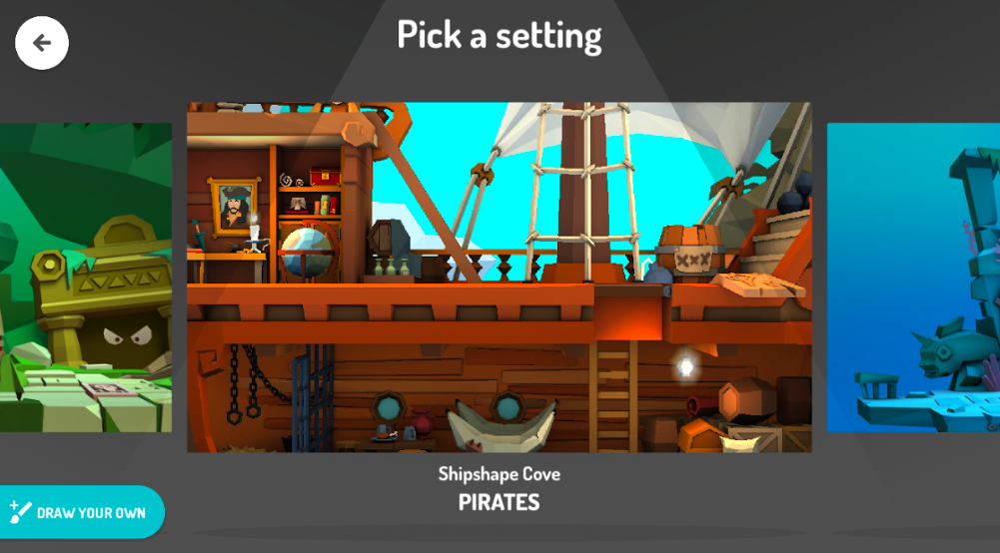 Pick a setting
Shipshape Cove
PIRATES
DRAW YOUR OWN